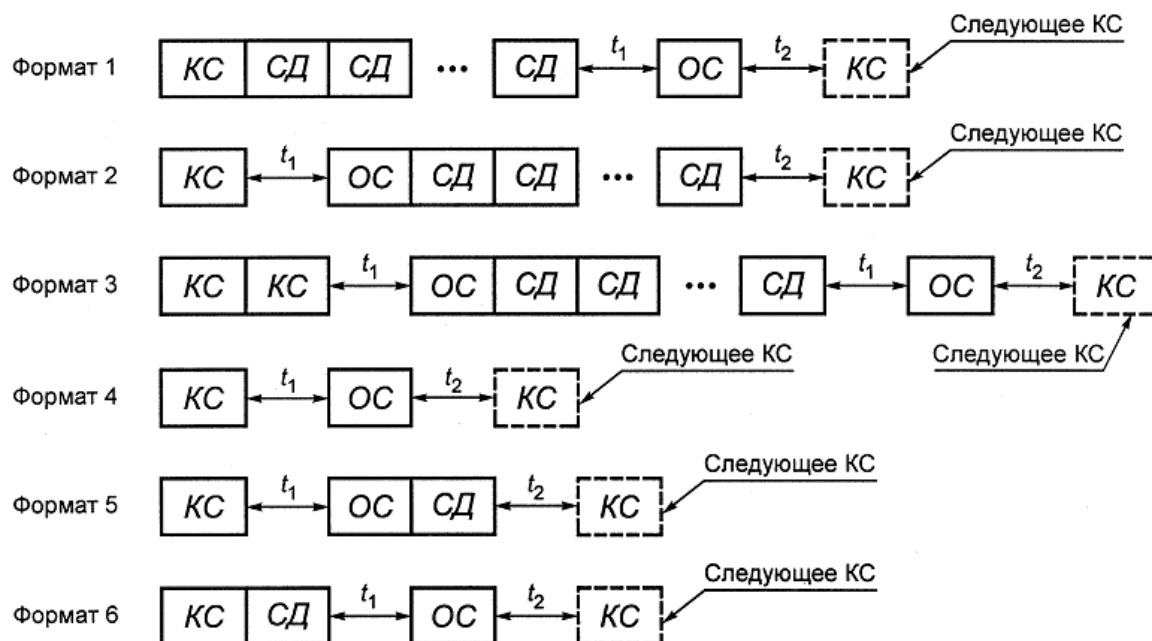 Следующее КС
Формат 1 КС СД СД ... СД t1 ОС t2 КС
Следующее КС
Формат 2 КС t1 ОС СД СД ... СД t2 КС
Формат 3 КС КС t1 ОС СД СД ... СД t1 ОС t2 КС
Следующее КС Следующее КС
Формат 4 КС t1 ОС t2 КС
Следующее КС
Формат 5 КС t1 ОС СД t2 КС
Следующее КС
Формат 6 КС СД t1 ОС t2 КС